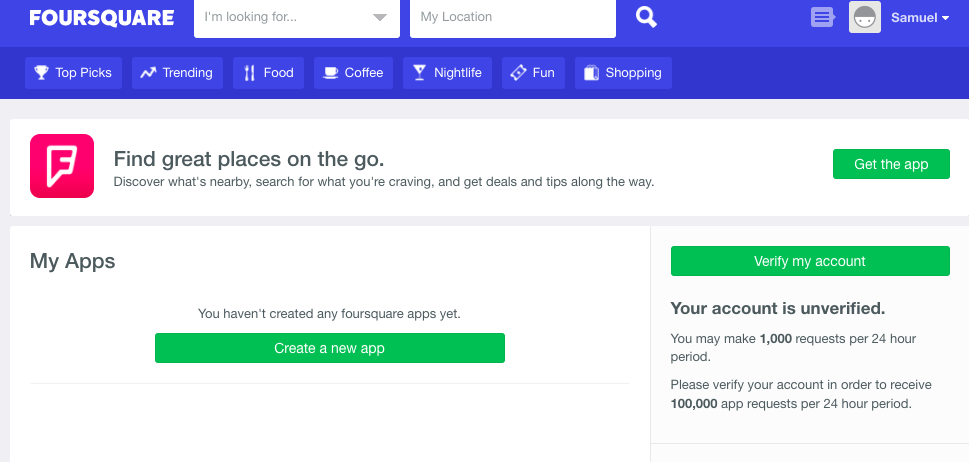 FOURSQUARE
I'm looking for...
My Location
Samuel
Top Picks
Trending
Food
Coffee
Nightlife
Fun
Shopping
Find great places on the go.
Discover what's nearby, search for what you're craving, and get deals and tips along the way.
Get the app
My Apps
You haven't created any foursquare apps yet.
Create a new app
Verify my account
Your account is unverified.
You may make 1,000 requests per 24 hour
period.
Please verify your account in order to receive
100,000 app requests per 24 hour period.